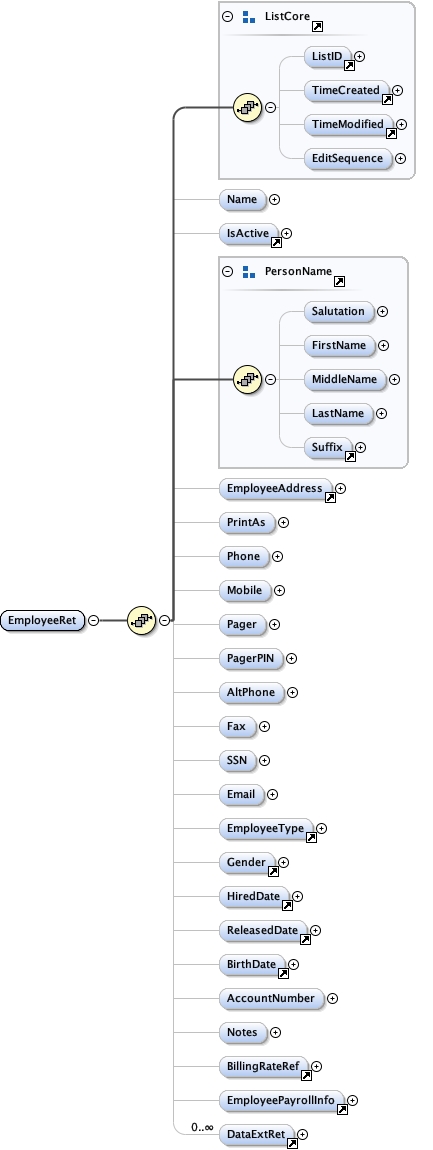 ListCore
ListID
TimeCreated
TimeModified
EditSequence
Name
IsActive
PersonName
Salutation
FirstName
MiddleName
LastName
Suffix
EmployeeAddress
PrintAs
Phone
Mobile
EmployeeRet
Pager
PagerPIN
AltPhone
Fax
SSN
Email
EmployeeType
Gender
HiredDate
ReleasedDate
BirthDate
AccountNumber
Notes
BillingRateRef
EmployeePayrollInfo
0..∞
DataExtRet